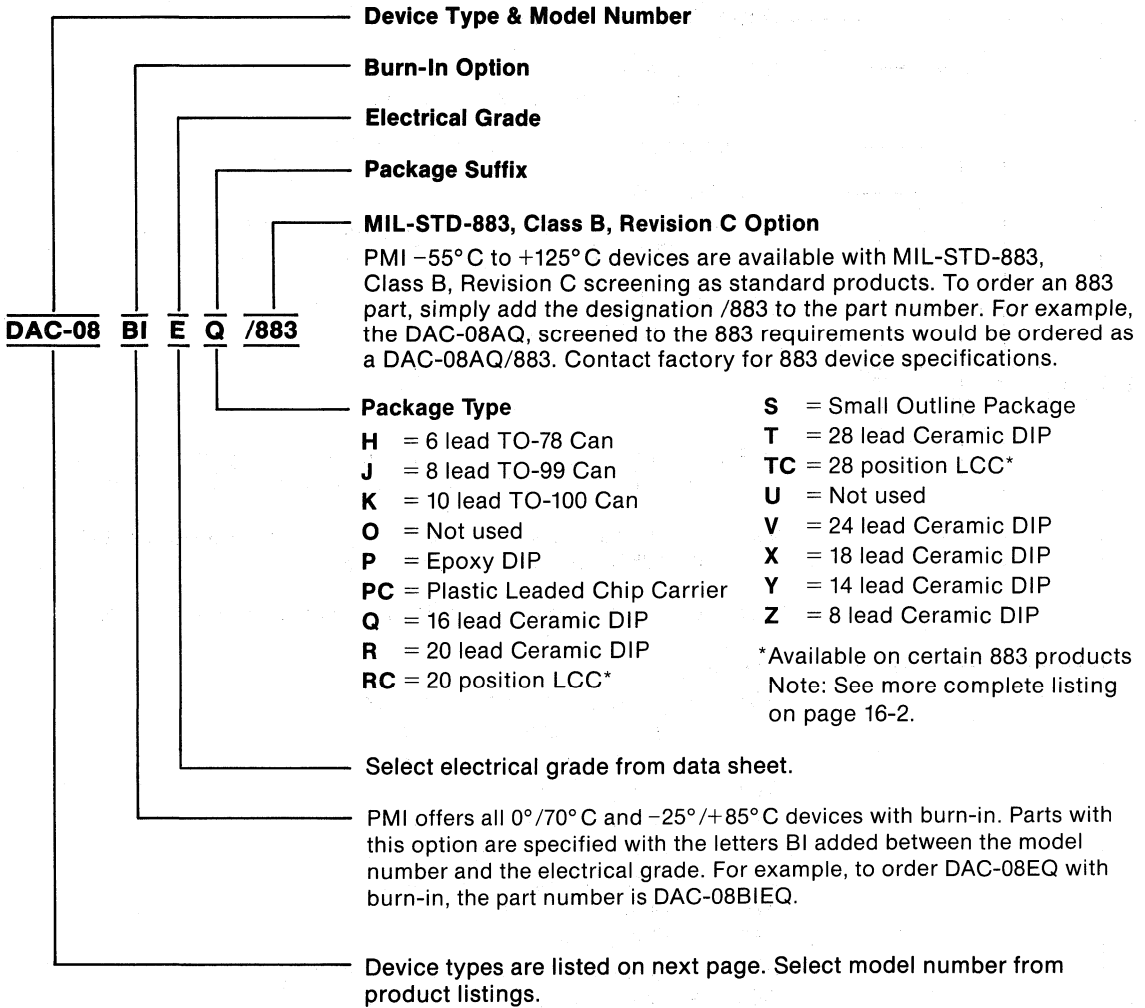 Device Type & Model Number
Burn-In Option
Electrical Grade
Package Suffix
MIL-STD-883, Class B, Revision C Option
PMI −55°C to +125°C devices are available with MIL-STD-883,
Class B, Revision C screening as standard products. To order an 883
part, simply add the designation /883 to the part number. For example,
the DAC-08AQ, screened to the 883 requirements would be ordered as
a DAC-08AQ/883. Contact factory for 883 device specifications.
DAC-08 BI E Q /883
Package Type
H = 6 lead TO-78 Can
J = 8 lead TO-99 Can
K = 10 lead TO-100 Can
O = Not used
P = Epoxy DIP
PC = Plastic Leaded Chip Carrier
Q = 16 lead Ceramic DIP
R = 20 lead Ceramic DIP
RC = 20 position LCC*
S = Small Outline Package
T = 28 lead Ceramic DIP
TC = 28 position LCC*
U = Not used
V = 24 lead Ceramic DIP
X = 18 lead Ceramic DIP
Y = 14 lead Ceramic DIP
Z = 8 lead Ceramic DIP
*Available on certain 883 products
Note: See more complete listing
on page 16-2.
Select electrical grade from data sheet.
PMI offers all 0°/70°C and −25°/+85°C devices with burn-in. Parts with
this option are specified with the letters BI added between the model
number and the electrical grade. For example, to order DAC-08EQ with
burn-in, the part number is DAC-08BIEQ.
Device types are listed on next page. Select model number from
product listings.